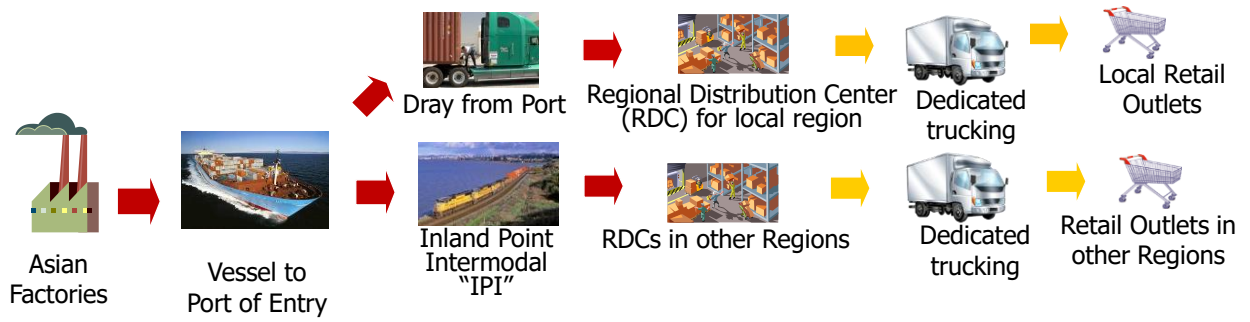 Asian
Factories
Vessel to
Port of Entry
Dray from Port
Regional Distribution Center
(RDC) for local region
Dedicated
trucking
Local Retail
Outlets
Inland Point
Intermodal
“IPI”
RDCs in other Regions
Dedicated
trucking
Retail Outlets in
other Regions